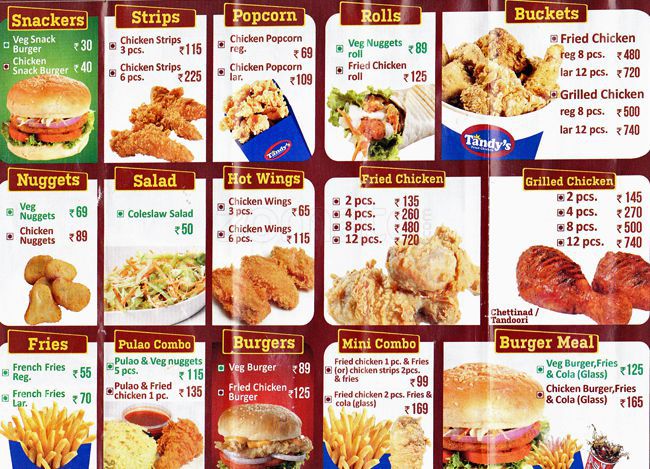 Snackers
Veg Snack
Burger ₹ 30
Chicken
Snack Burger ₹ 40
Strips
Chicken Strips
3 pcs. ₹115
Chicken Strips
6 pcs. ₹225
Popcorn
Chicken Popcorn
reg. ₹ 69
Chicken Popcorn
lar. ₹109
Rolls
Veg Nuggets
roll ₹ 89
Fried Chicken
roll ₹ 125
Buckets
Fried Chicken
reg 8 pcs. ₹ 480
lar 12 pcs. ₹ 720
Grilled Chicken
reg 8 pcs. ₹ 500
lar 12 pcs. ₹ 740
Tandy's
Nuggets
Veg
Nuggets ₹ 69
Chicken
Nuggets ₹ 89
Salad
Coleslaw Salad
₹ 50
Hot Wings
Chicken Wings
3 pcs. ₹ 65
Chicken Wings
6 pcs. ₹115
Fried Chicken
2 pcs. ₹ 135
4 pcs. ₹ 260
8 pcs. ₹ 480
12 pcs. ₹ 720
Grilled Chicken
2 pcs. ₹ 145
4 pcs. ₹ 270
8 pcs. ₹ 500
12 pcs. ₹ 740
Chettinad /
Tandoori
Fries
French Fries
Reg. ₹ 55
French Fries
Lar. ₹ 70
Pulao Combo
Pulao & Veg nuggets
5 pcs. ₹ 115
Pulao & Fried
chicken 1 pc. ₹ 135
Burgers
Veg Burger ₹89
Fried Chicken
Burger ₹125
Mini Combo
Fried chicken 1 pc. & Fries
(or) chicken strips 2pcs.
& fries ₹99
Fried chicken 2 pcs. Fries &
cola (glass) ₹169
Burger Meal
Veg Burger,Fries
& Cola (Glass) ₹125
Chicken Burger,Fries
& Cola (Glass) ₹165